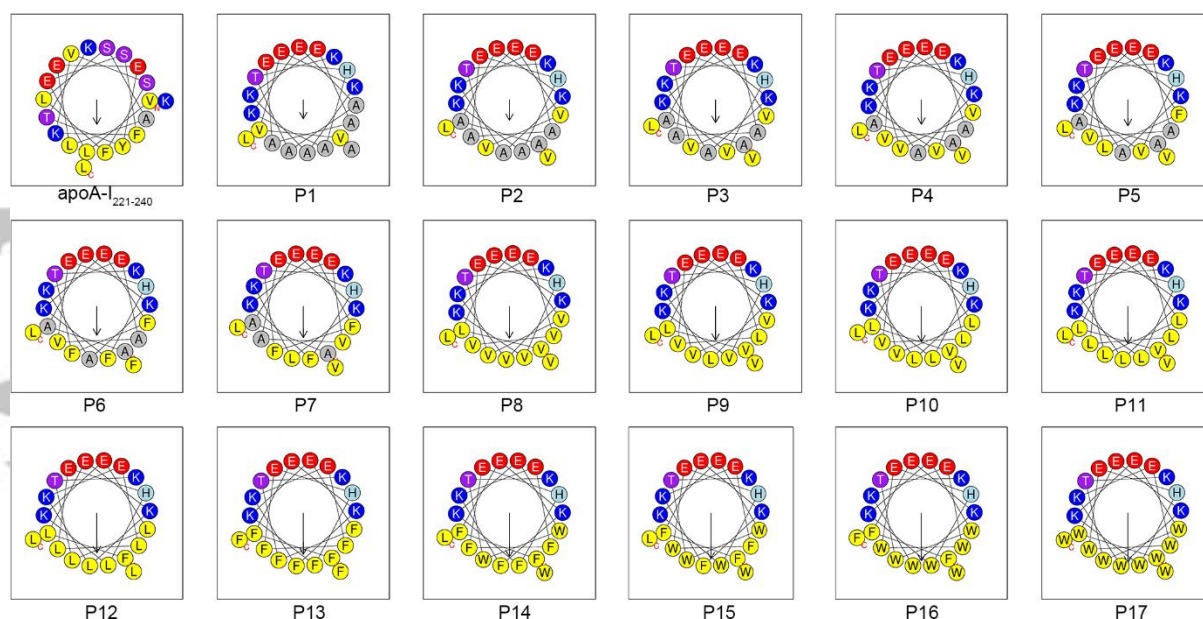 V K S S E S V N K A F Y F L L L C K T L E E
apoA-I221-240
T E E E E K H K A A V A A A A A V L C K K
P1
T E E E E K H K V A A V A A V A A L C K K
P2
T E E E E K H K V A A V V A V A A L C K K
P3
T E E E E K H K V A A V V A V V A L C K K
P4
T E E E E K H K F A A V V A L V A L C K K
P5
T E E E E K H K F A A F F A F V A L C K K
P6
T E E E E K H K F V A V F L F A A L C K K
P7
T E E E E K H K V V V V V V V V L L C K K
P8
T E E E E K H K V L V V V L V V L L C K K
P9
T E E E E K H K L L V V L L V V L L C K K
P10
T E E E E K H K L L V L L L L L L L C K K
P11
T E E E E K H K L L F L L L L L L L C K K
P12
T E E E E K H K F F F F F F F F F F C K K
P13
T E E E E K H K W F F W F F W F F L C K K
P14
T E E E E K H K W F F W W F W W F L C K K
P15
T E E E E K H K W W F W W W W W F F C K K
P16
T E E E E K H K W W W W W W W W W W C K K
P17